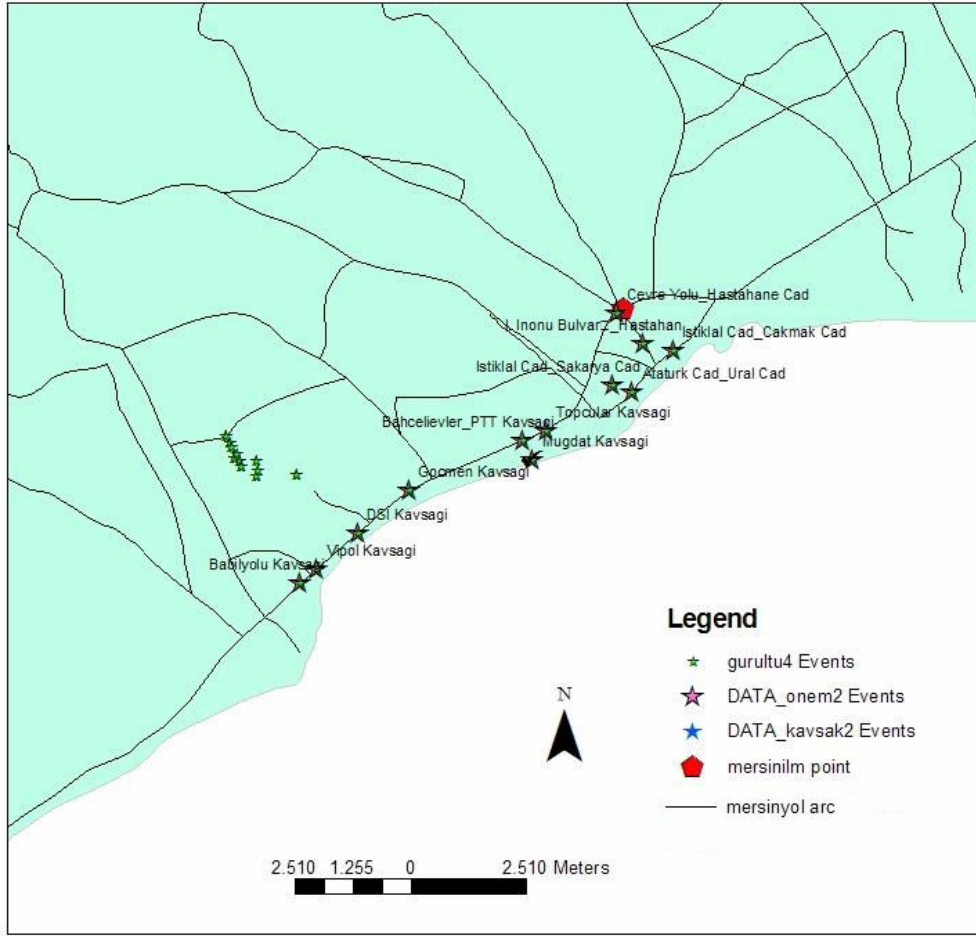 Cevre Yolu_Hastahane Cad
I. Inonu Bulvar _Hastahan
Istiklal Cad_Cakmak Cad
Istiklal Cad_Sakarya Cad
Ataturk Cad_Ural Cad
Topcular Kavsagi
Bahcelievler_PTT Kavsagi
Mugdat Kavsagi
Gocmen Kavsagi
DSI Kavsagi
Vipol Kavsagi
Babilyolu Kavsagi
Legend
gurultu4 Events
DATA_onem2 Events
DATA_kavsak2 Events
mersinilm point
mersinyol arc
N
2.510 1.255 0 2.510 Meters